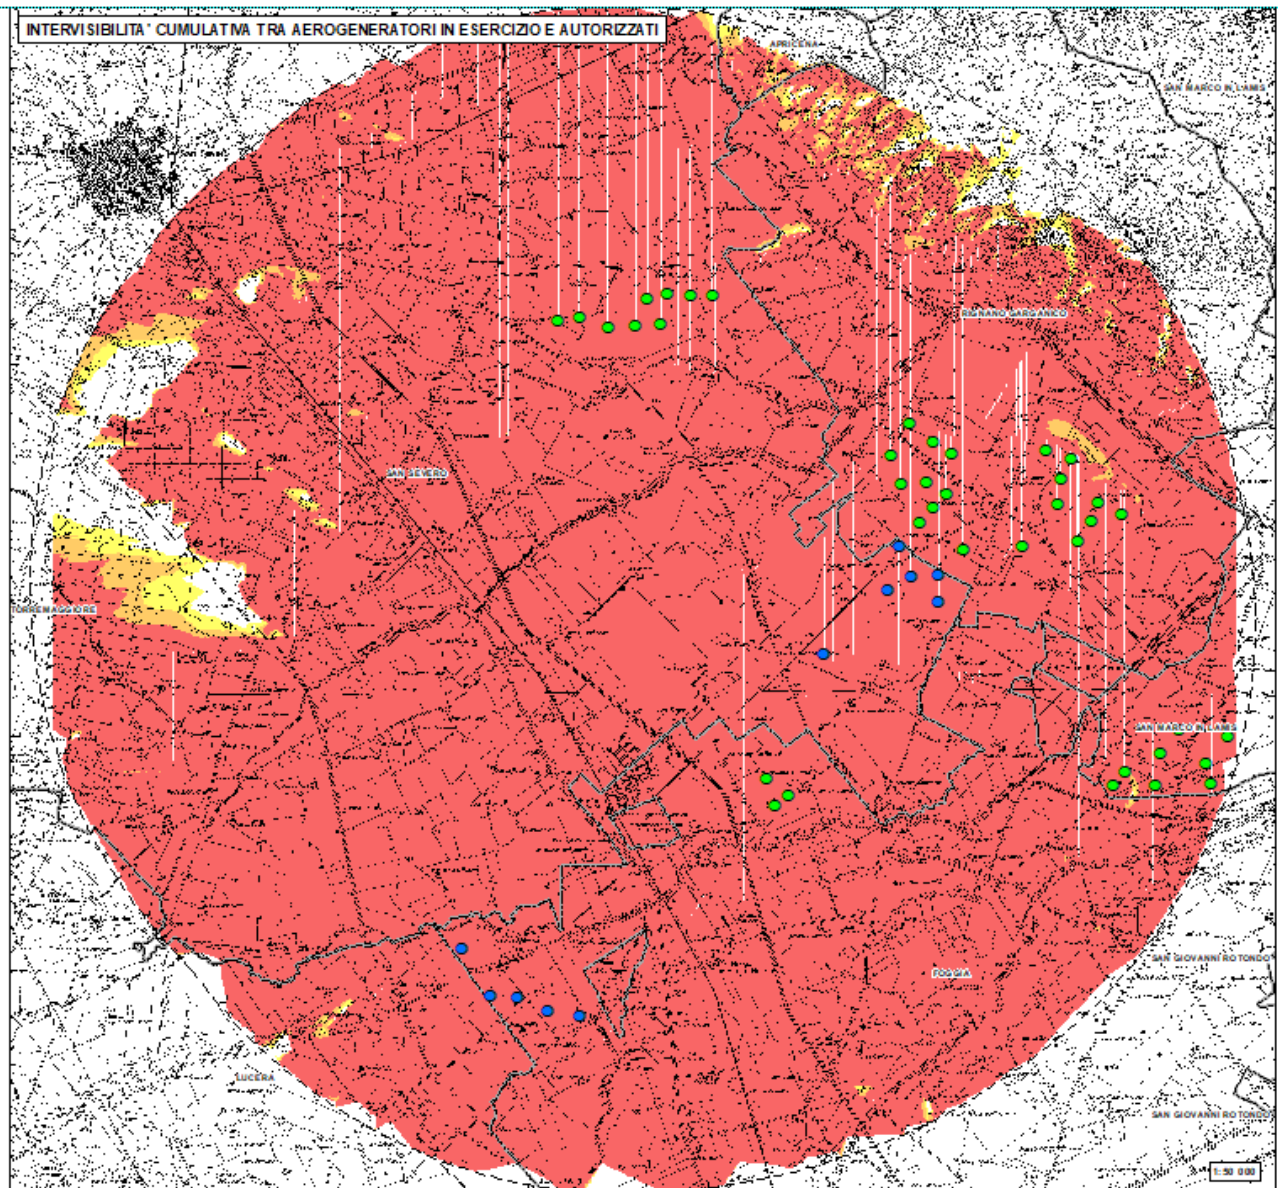 INTERVISIBILITA' CUMULATIVA TRA AEROGENERATORI IN ESERCIZIO E AUTORIZZATI
APRICENA
SAN MARCO IN LAMIS
RIGNANO GARGANICO
SAN SEVERO
TORREMAGGIORE
SAN MARCO IN LAMIS
SAN GIOVANNI ROTONDO
FOGGIA
LUCERA
SAN GIOVANNI ROTONDO
1:50 000